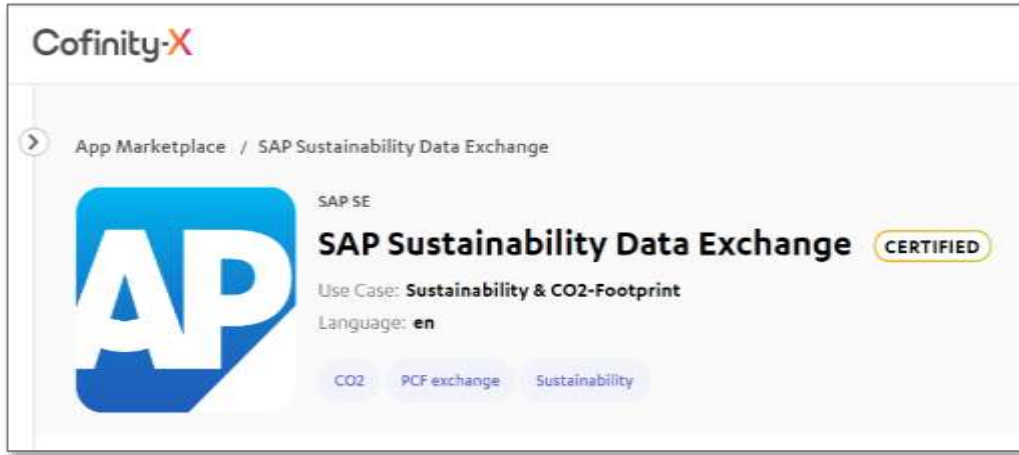 Cofinity-X
App Marketplace / SAP Sustainability Data Exchange
AP
SAP SE
SAP Sustainability Data Exchange CERTIFIED
Use Case: Sustainability & CO2-Footprint
Language: en
CO2 PCF exchange Sustainability